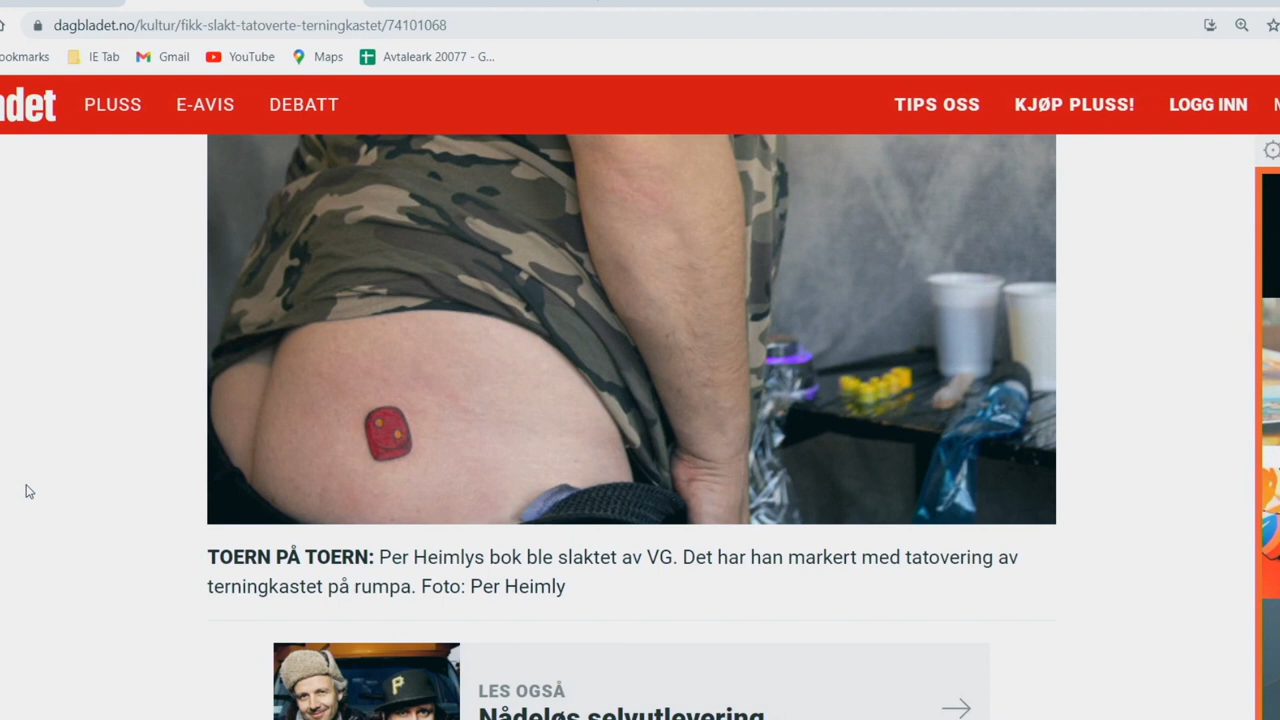 dagbladet.no/kultur/fikk-slakt-tatoverte-terningkastet/74101068
ookmarks IE Tab Gmail YouTube Maps Avtaleark 20077 - G...
adet PLUSS E-AVIS DEBATT TIPS OSS KJØP PLUSS! LOGG INN
P
TOERN PÅ TOERN: Per Heimlys bok ble slaktet av VG. Det har han markert med tatovering av
terningkastet på rumpa. Foto: Per Heimly
LES OGSÅ
Nådeløs selvutlevering